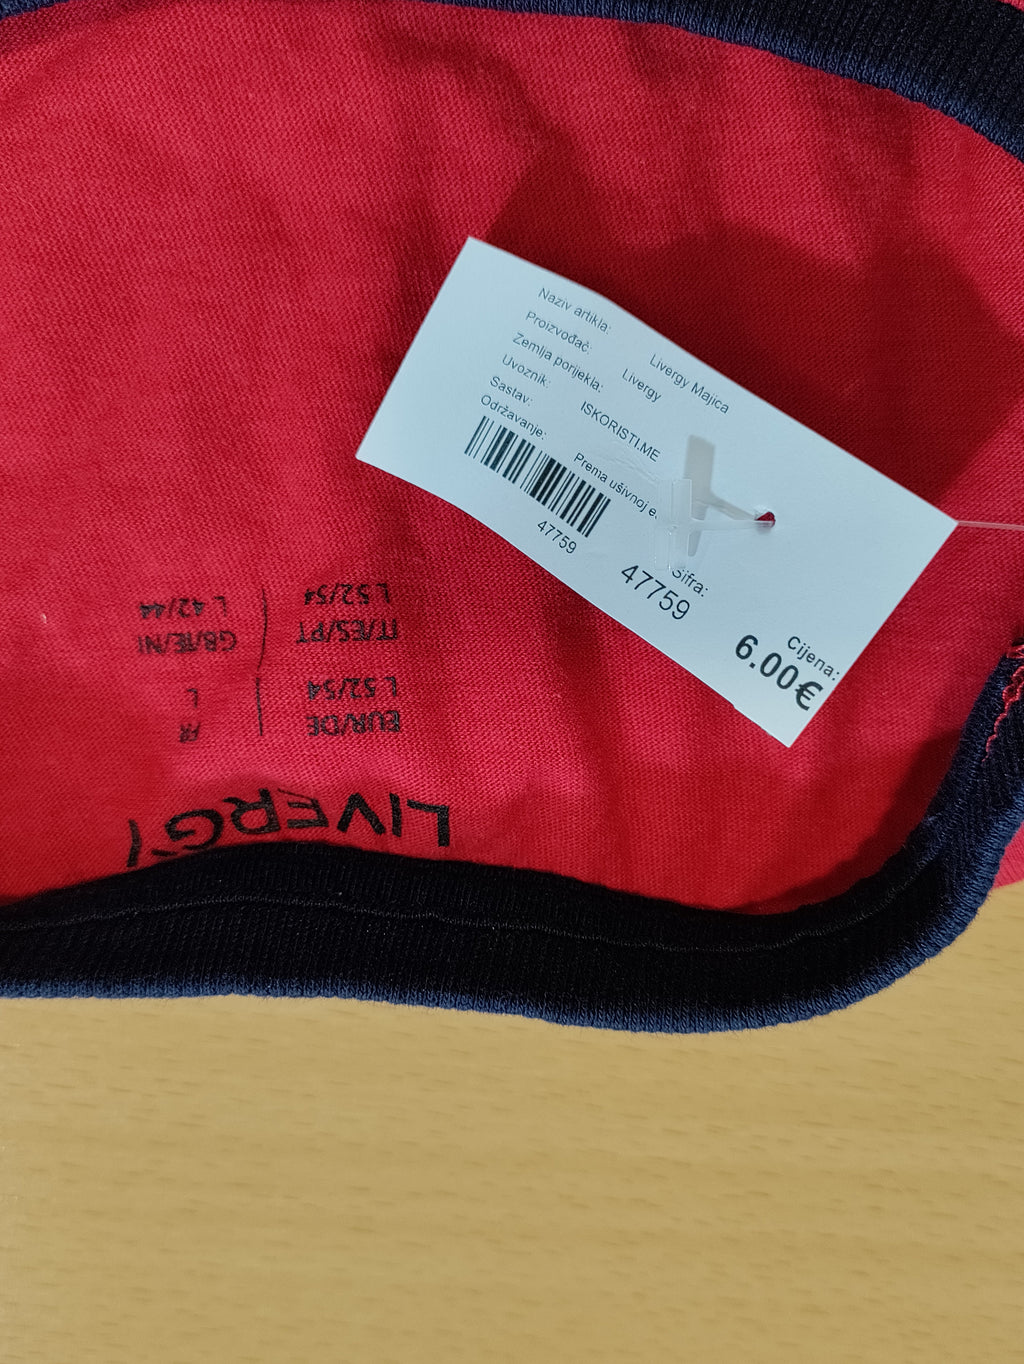 Naziv artikla:
Livergy Majica
Proizvođač:
Livergy
Zemlja porijekla:
Uvoznik:
ISKORISTI.ME
Sastav:
Održavanje:
Prema ušivnoj e
47759
Šifra:
47759
Cijena:
6.00€
LIVERGY
EUR/DE
L 52/54
FR
L
IT/ES/PT
L 52/54
GB/IE/NI
L 42/44